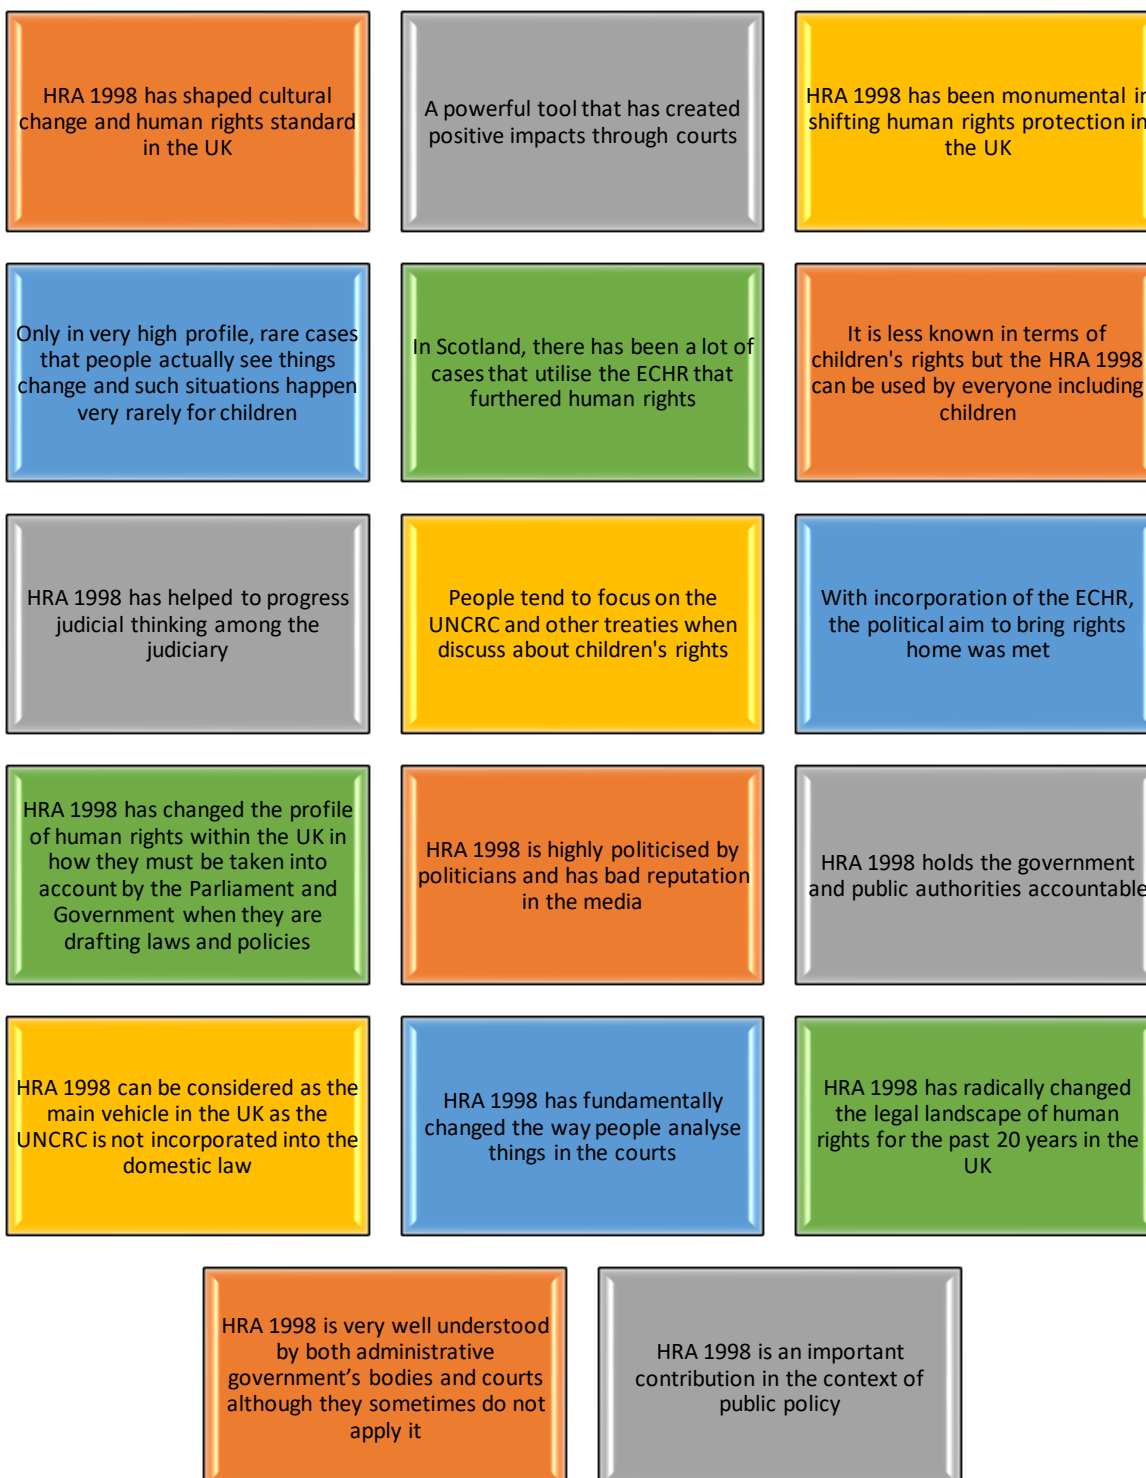 HRA 1998 has shaped cultural
change and human rights standard
in the UK
A powerful tool that has created
positive impacts through courts
HRA 1998 has been monumental in
shifting human rights protection in
the UK
Only in very high profile, rare cases
that people actually see things
change and such situations happen
very rarely for children
In Scotland, there has been a lot of
cases that utilise the ECHR that
furthered human rights
It is less known in terms of
children's rights but the HRA 1998
can be used by everyone including
children
HRA 1998 has helped to progress
judicial thinking among the
judiciary
People tend to focus on the
UNCRC and other treaties when
discuss about children's rights
With incorporation of the ECHR,
the political aim to bring rights
home was met
HRA 1998 has changed the profile
of human rights within the UK in
how they must be taken into
account by the Parliament and
Government when they are
drafting laws and policies
HRA 1998 is highly politicised by
politicians and has bad reputation
in the media
HRA 1998 holds the government
and public authorities accountable
HRA 1998 can be considered as the
main vehicle in the UK as the
UNCRC is not incorporated into the
domestic law
HRA 1998 has fundamentally
changed the way people analyse
things in the courts
HRA 1998 has radically changed
the legal landscape of human
rights for the past 20 years in the
UK
HRA 1998 is very well understood
by both administrative
government’s bodies and courts
although they sometimes do not
apply it
HRA 1998 is an important
contribution in the context of
public policy